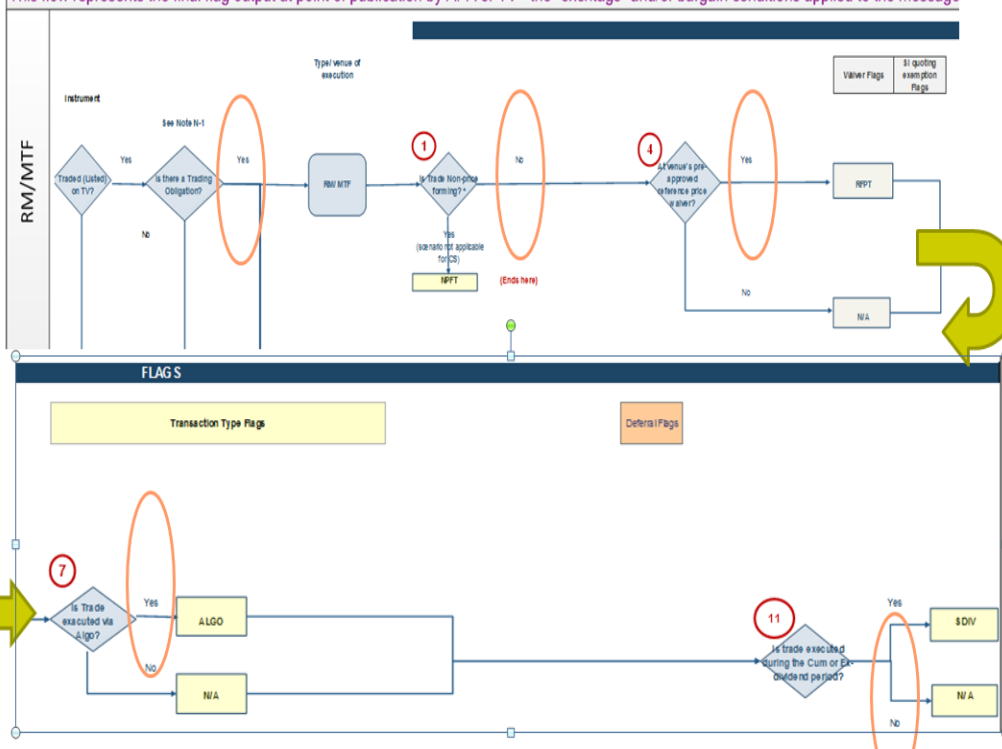 This flow represents the final flag output at point of publication by APA or TV - the "shortage" and/or bargain conditions applied to the message
Type/ venue of
execution
Waiver Flags
SI quoting
exemption
Flags
Instrument
See Note N-1
RM/MTF
Traded (Listed)
on TV?
Yes
Is there a Trading
Obligation?
Yes
No
RM/ MTF
1
Is Trade Non-price
forming? *
No
Yes
(scenario not applicable
for CS)
NPFT
(Ends here)
4
At venue's pre-
approved
reference price
waiver?
Yes
RFPT
No
N/A
FLAGS
Transaction Type Flags
Deferral Flags
7
Is Trade
executed via
Algo?
Yes
ALGO
No
N/A
11
Is trade executed
during the Cum or Ex-
dividend period?
Yes
SDIV
No
N/A